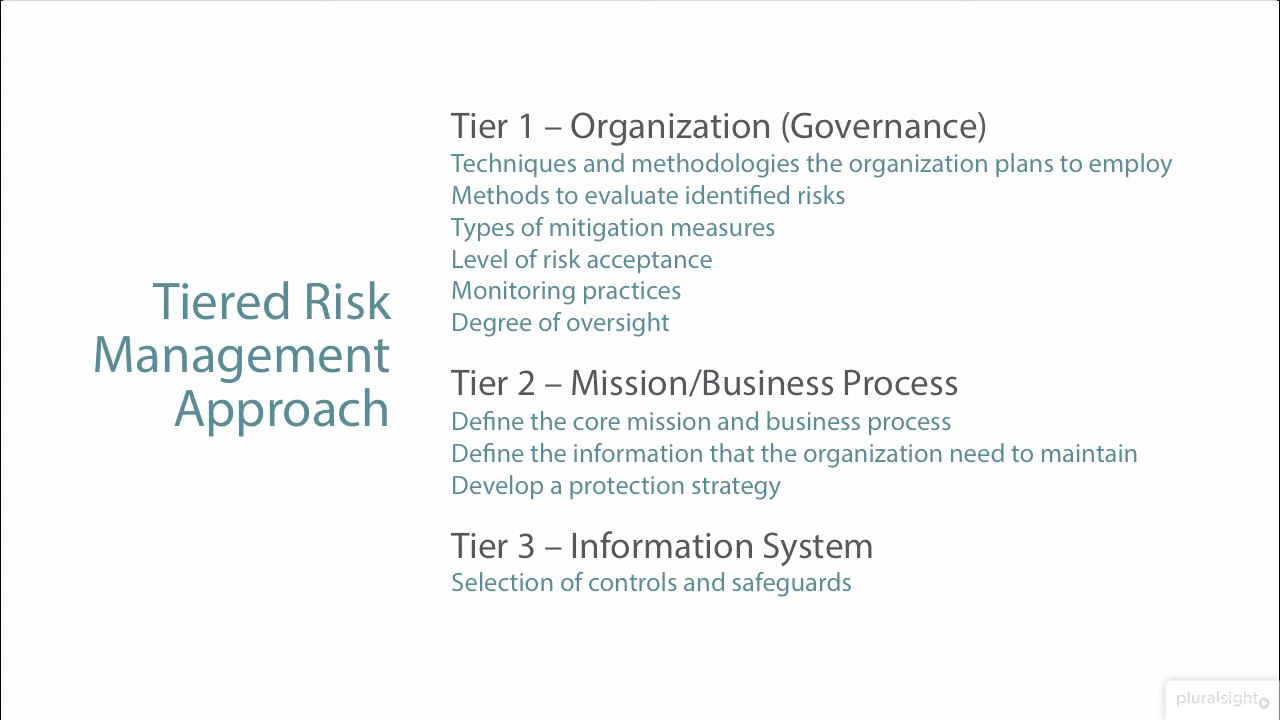 Tiered Risk
Management
Approach
Tier 1 – Organization (Governance)
Techniques and methodologies the organization plans to employ
Methods to evaluate identified risks
Types of mitigation measures
Level of risk acceptance
Monitoring practices
Degree of oversight
Tier 2 – Mission/Business Process
Define the core mission and business process
Define the information that the organization need to maintain
Develop a protection strategy
Tier 3 – Information System
Selection of controls and safeguards
pluralsight